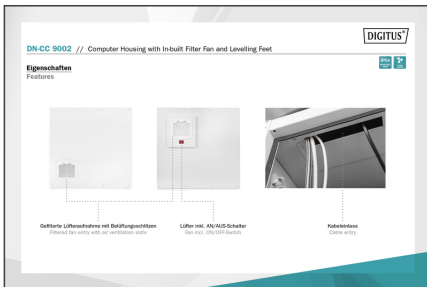 DIGITUS®
DN-CC 9002 // Computer Housing with In-built Filter Fan and Levelling Feet
Eigenschaften
Features
Gefilterte Lüfteraufnahme mit Belüftungsschlitzen
Filtered fan entry with air ventilation slots
Lüfter inkl. AN/AUS-Schalter
Fan Incl. ON/OFF-Switch
Kabeleinlass
Cable entry